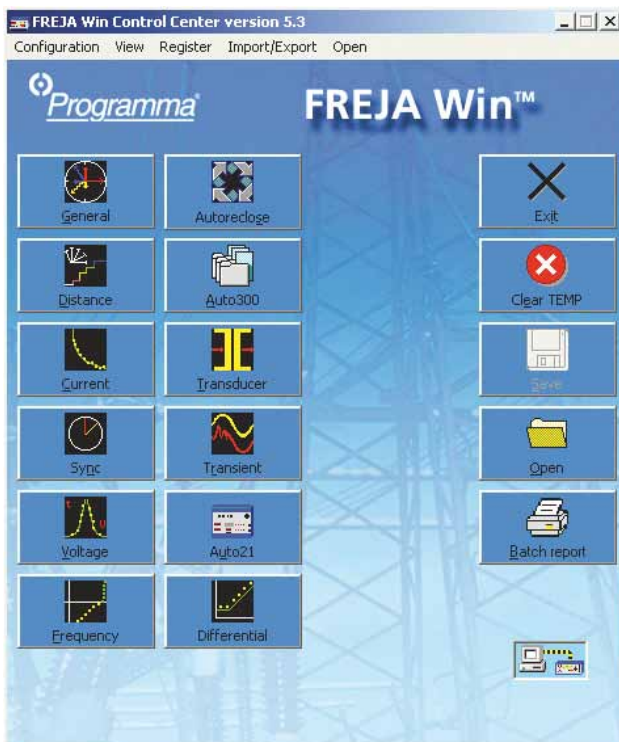 FREJA Win Control Center version 5.3
Configuration View Register Import/Export Open
Programma®
FREJA Win™
General
Autoreclose
Exit
Distance
Auto300
Clear TEMP
Current
Transducer
Save
Sync
Transient
Open
Voltage
Auto21
Batch report
Frequency
Differential